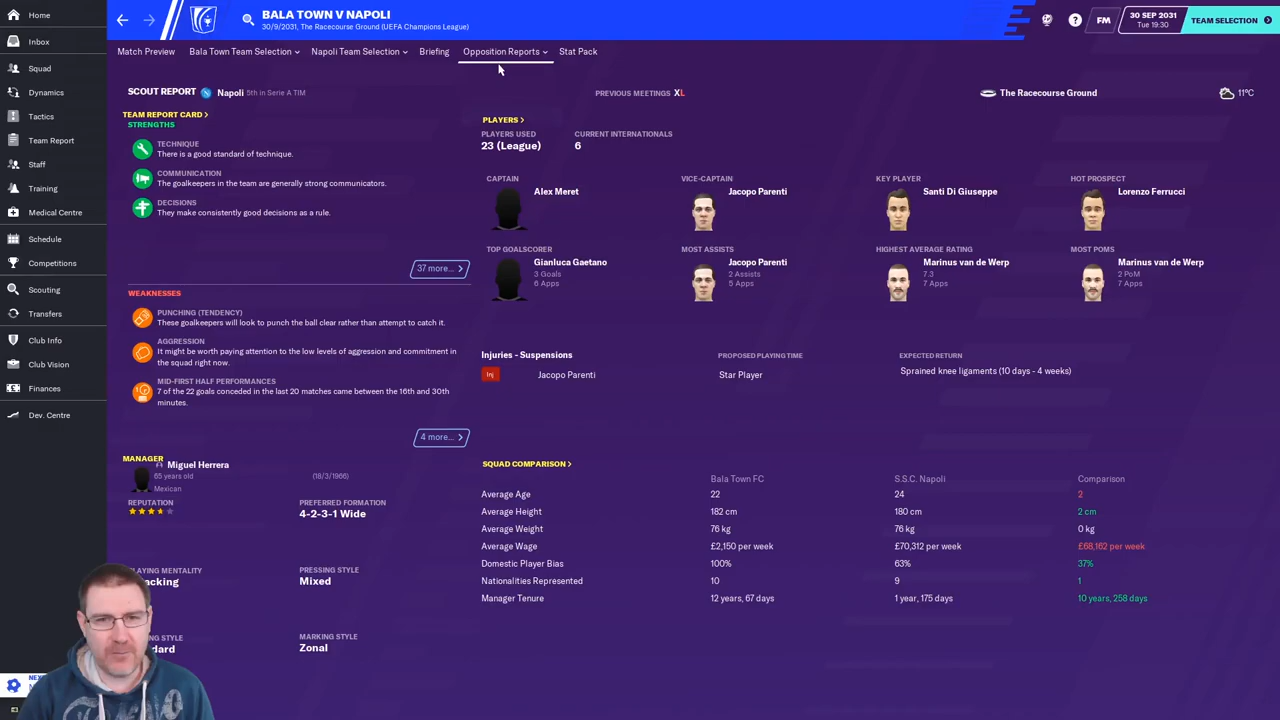 BALA TOWN V NAPOLI
30/9/2031, The Racecourse Ground (UEFA Champions League)
FM
30 SEP 2031
Tue 19:30
TEAM SELECTION
Home
Inbox
Squad
Dynamics
Tactics
Team Report
Staff
Training
Medical Centre
Schedule
Competitions
Scouting
Transfers
Club Info
Club Vision
Finances
Dev. Centre
Match Preview
Bala Town Team Selection
Napoli Team Selection
Briefing
Opposition Reports
Stat Pack
SCOUT REPORT Napoli 5th in Serie A TIM
PREVIOUS MEETINGS XL
The Racecourse Ground
11°C
TEAM REPORT CARD >
STRENGTHS
TECHNIQUE
There is a good standard of technique.
COMMUNICATION
The goalkeepers in the team are generally strong communicators.
DECISIONS
They make consistently good decisions as a rule.
37 more... >
WEAKNESSES
PUNCHING (TENDENCY)
These goalkeepers will look to punch the ball clear rather than attempt to catch it.
AGGRESSION
It might be worth paying attention to the low levels of aggression and commitment in
the squad right now.
MID-FIRST HALF PERFORMANCES
7 of the 22 goals conceded in the last 20 matches came between the 16th and 30th
minutes.
4 more... >
MANAGER
Miguel Herrera
65 years old (18/3/1966)
Mexican
REPUTATION
PREFERRED FORMATION
4-2-3-1 Wide
PRESSING STYLE
Mixed
MARKING STYLE
Zonal
PLAYERS >
PLAYERS USED
23 (League)
CURRENT INTERNATIONALS
6
CAPTAIN
Alex Meret
VICE-CAPTAIN
Jacopo Parenti
KEY PLAYER
Santi Di Giuseppe
HOT PROSPECT
Lorenzo Ferrucci
TOP GOALSCORER
Gianluca Gaetano
3 Goals
6 Apps
MOST ASSISTS
Jacopo Parenti
2 Assists
5 Apps
HIGHEST AVERAGE RATING
Marinus van de Werp
7.3
7 Apps
MOST POMS
Marinus van de Werp
2 PoM
7 Apps
Injuries - Suspensions PROPOSED PLAYING TIME EXPECTED RETURN
Inj Jacopo Parenti Star Player Sprained knee ligaments (10 days - 4 weeks)
SQUAD COMPARISON >
Bala Town FC S.S.C. Napoli Comparison
Average Age 22 24 2
Average Height 182 cm 180 cm 2 cm
Average Weight 76 kg 76 kg 0 kg
Average Wage £2,150 per week £70,312 per week £68,162 per week
Domestic Player Bias 100% 63% 37%
Nationalities Represented 10 9 1
Manager Tenure 12 years, 67 days 1 year, 175 days 10 years, 258 days